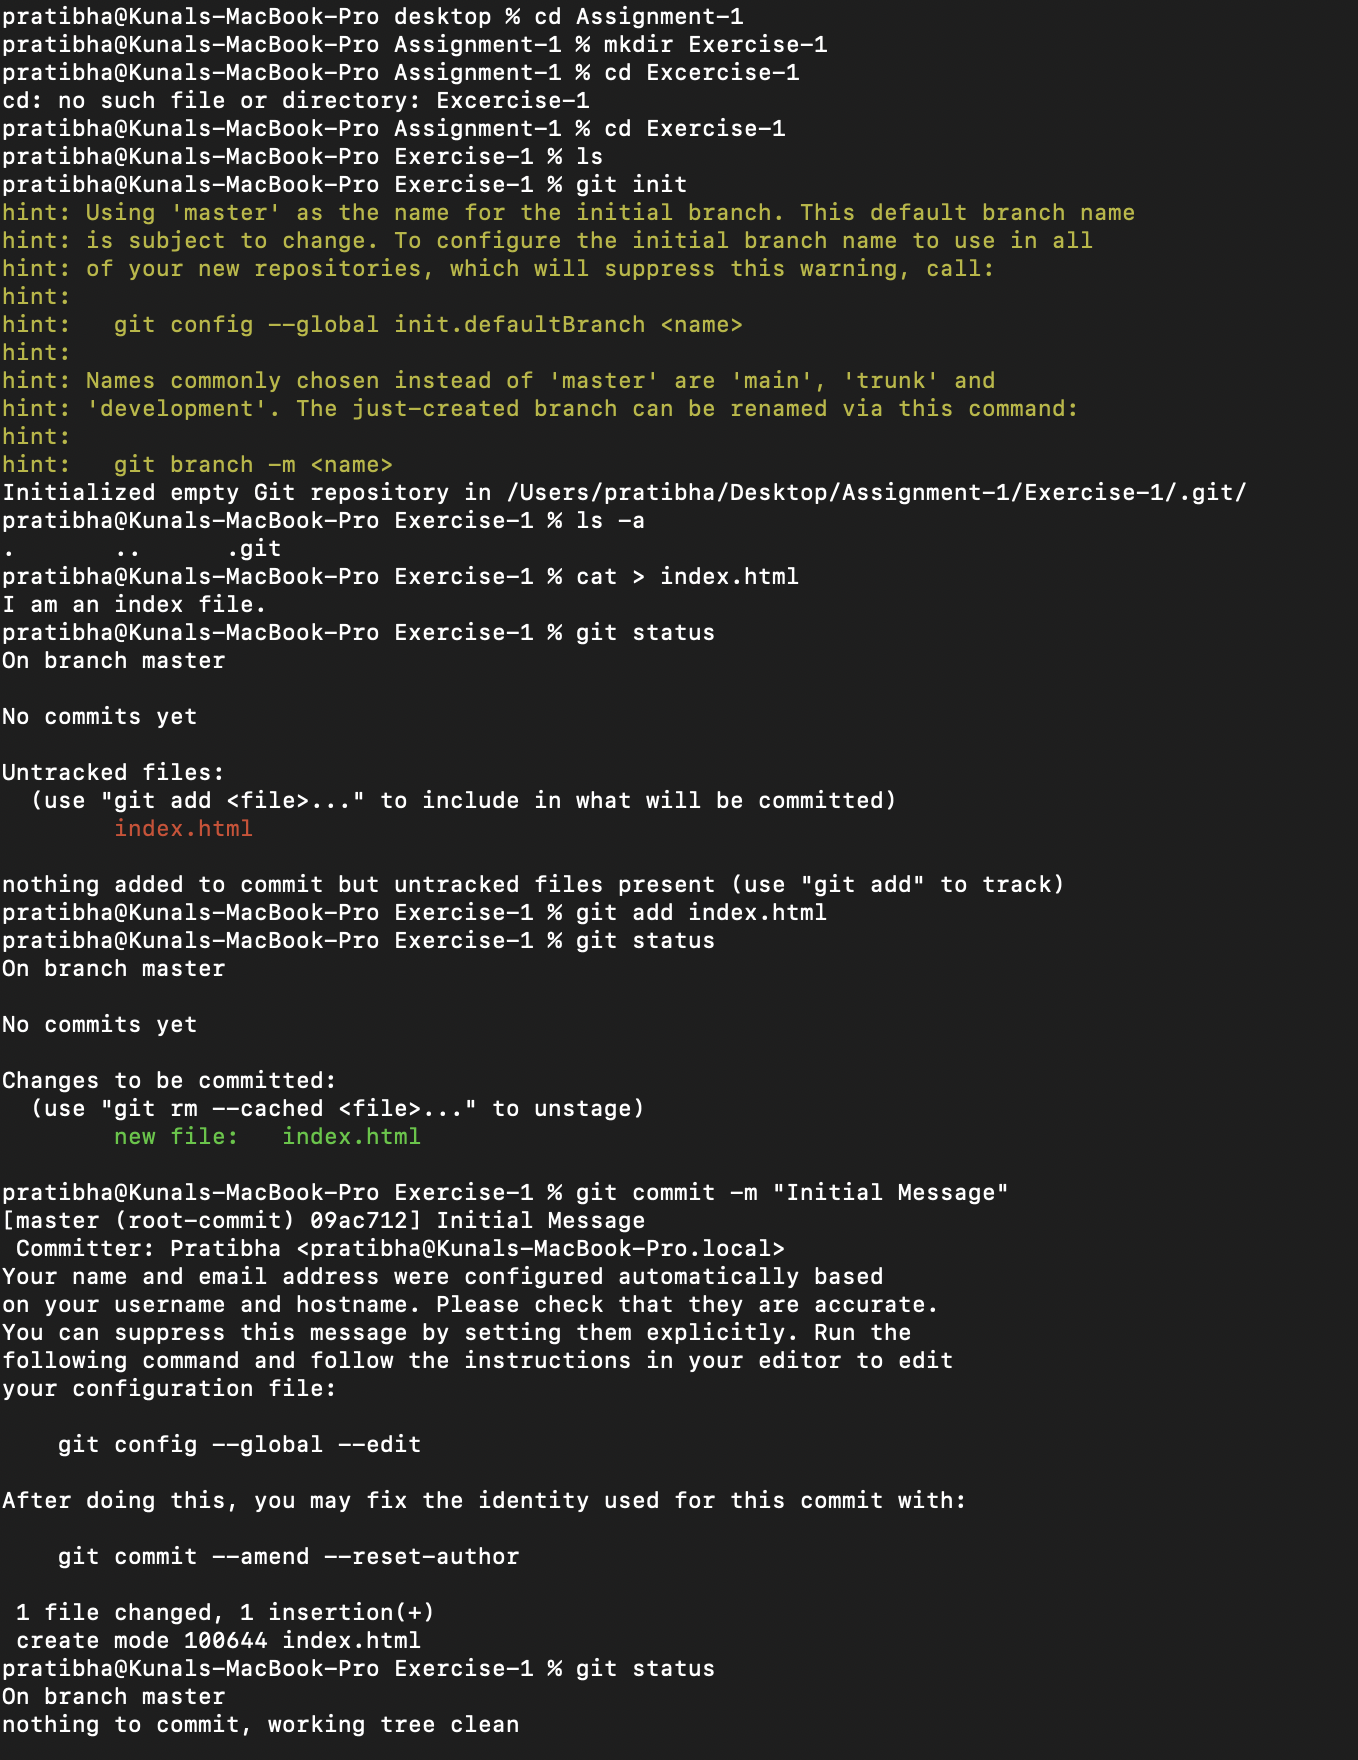 pratibha@Kunals-MacBook-Pro desktop % cd Assignment-1
pratibha@Kunals-MacBook-Pro Assignment-1 % mkdir Exercise-1
pratibha@Kunals-MacBook-Pro Assignment-1 % cd Excercise-1
cd: no such file or directory: Excercise-1
pratibha@Kunals-MacBook-Pro Assignment-1 % cd Exercise-1
pratibha@Kunals-MacBook-Pro Exercise-1 % ls
pratibha@Kunals-MacBook-Pro Exercise-1 % git init
hint: Using 'master' as the name for the initial branch. This default branch name
hint: is subject to change. To configure the initial branch name to use in all
hint: of your new repositories, which will suppress this warning, call:
hint:
hint:   git config --global init.defaultBranch <name>
hint:
hint: Names commonly chosen instead of 'master' are 'main', 'trunk' and
hint: 'development'. The just-created branch can be renamed via this command:
hint:
hint:   git branch -m <name>
Initialized empty Git repository in /Users/pratibha/Desktop/Assignment-1/Exercise-1/.git/
pratibha@Kunals-MacBook-Pro Exercise-1 % ls -a
.       ..      .git
pratibha@Kunals-MacBook-Pro Exercise-1 % cat > index.html
I am an index file.
pratibha@Kunals-MacBook-Pro Exercise-1 % git status
On branch master

No commits yet

Untracked files:
  (use "git add <file>..." to include in what will be committed)
        index.html

nothing added to commit but untracked files present (use "git add" to track)
pratibha@Kunals-MacBook-Pro Exercise-1 % git add index.html
pratibha@Kunals-MacBook-Pro Exercise-1 % git status
On branch master

No commits yet

Changes to be committed:
  (use "git rm --cached <file>..." to unstage)
        new file:   index.html

pratibha@Kunals-MacBook-Pro Exercise-1 % git commit -m "Initial Message"
[master (root-commit) 09ac712] Initial Message
 Committer: Pratibha <pratibha@Kunals-MacBook-Pro.local>
Your name and email address were configured automatically based
on your username and hostname. Please check that they are accurate.
You can suppress this message by setting them explicitly. Run the
following command and follow the instructions in your editor to edit
your configuration file:

    git config --global --edit

After doing this, you may fix the identity used for this commit with:

    git commit --amend --reset-author

 1 file changed, 1 insertion(+)
 create mode 100644 index.html
pratibha@Kunals-MacBook-Pro Exercise-1 % git status
On branch master
nothing to commit, working tree clean